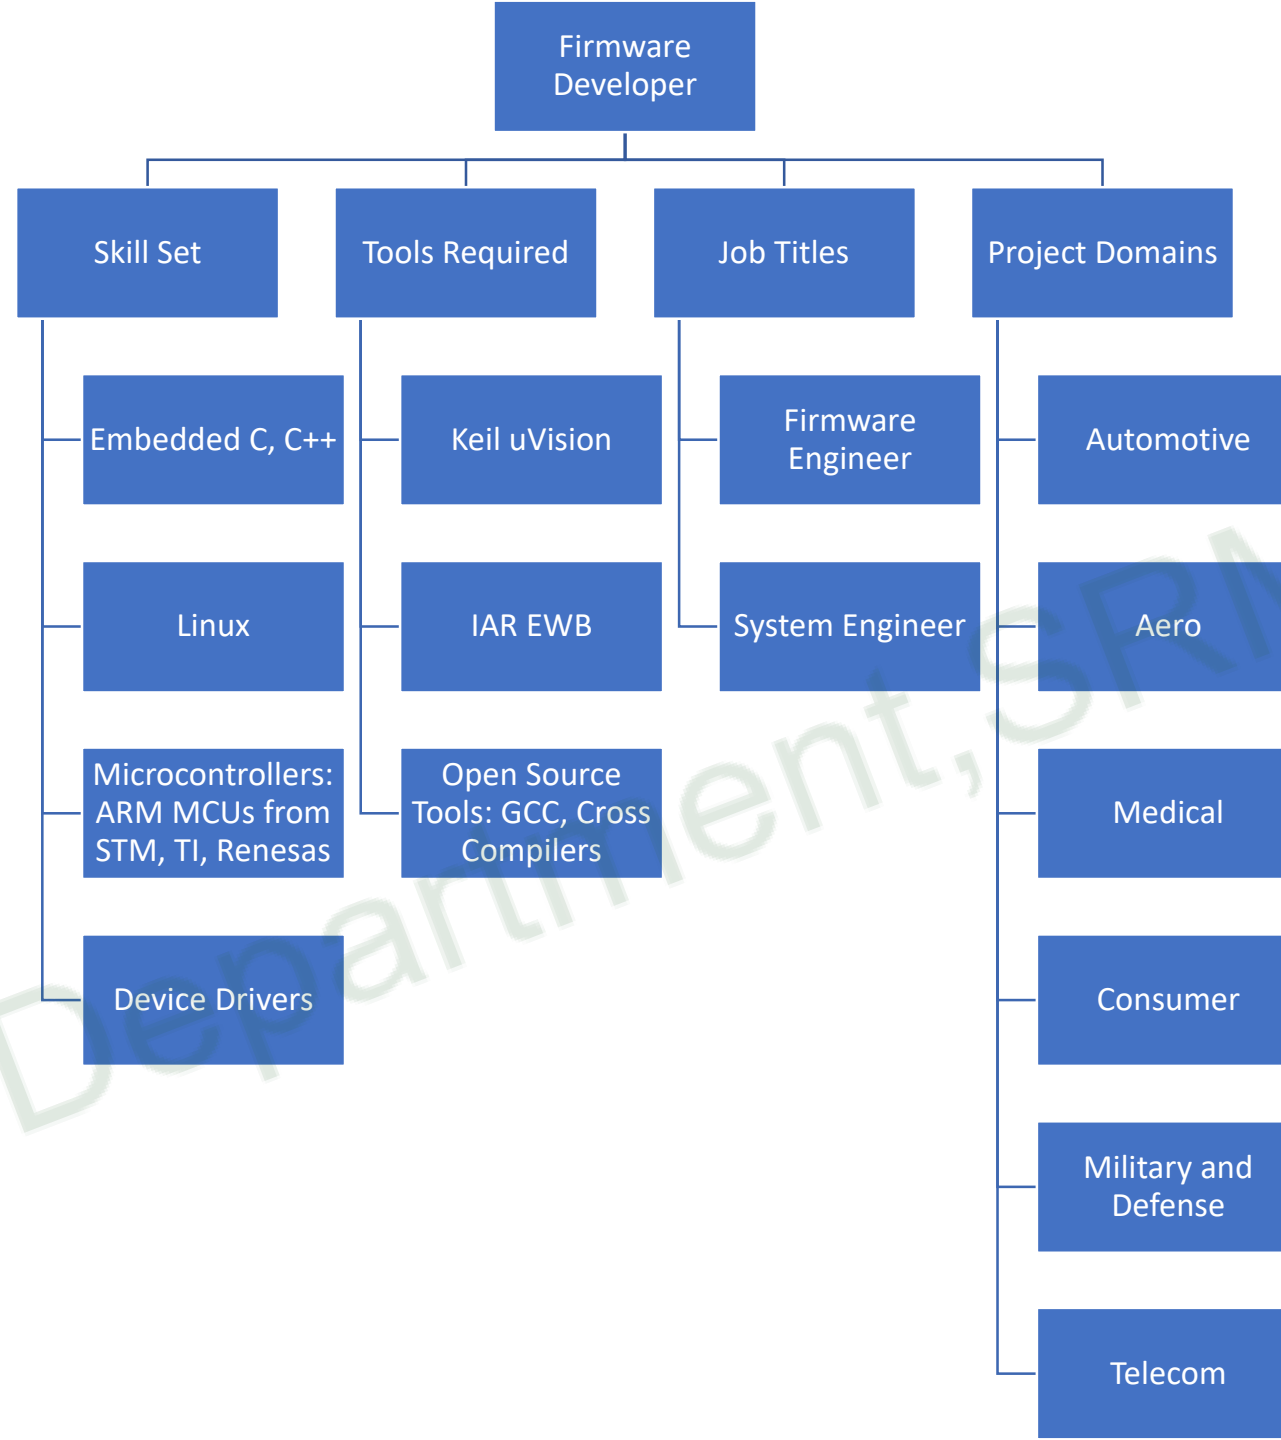 Firmware
Developer
Skill Set
Tools Required
Job Titles
Project Domains
Embedded C, C++
Linux
Microcontrollers:
ARM MCUs from
STM, TI, Renesas
Device Drivers
Keil uVision
IAR EWB
Open Source
Tools: GCC, Cross
Compilers
Firmware
Engineer
System Engineer
Automotive
Aero
Medical
Consumer
Military and
Defense
Telecom
Department,SRM